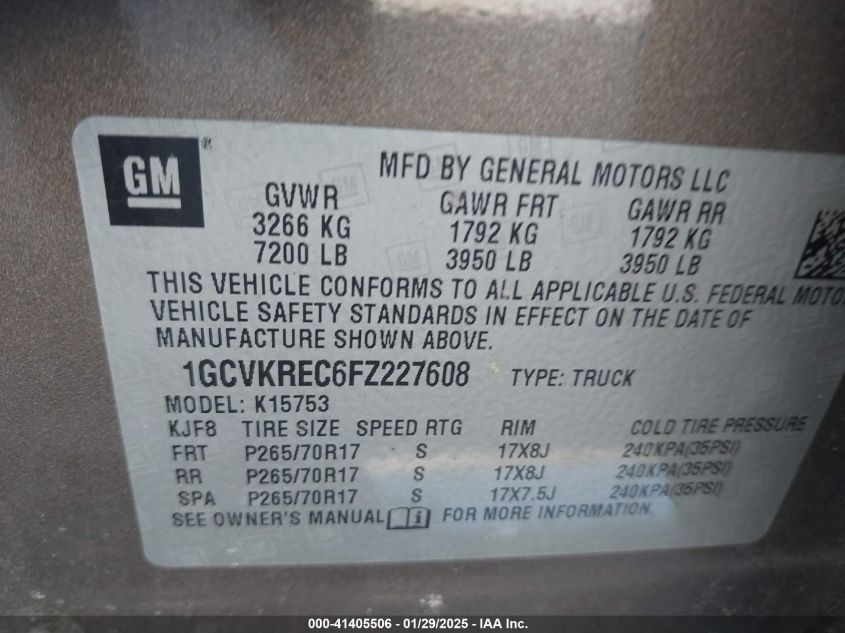 GM®
MFD BY GENERAL MOTORS LLC
GVWR GAWR FRT GAWR RR
3266 KG 1792 KG 1792 KG
7200 LB 3950 LB 3950 LB
THIS VEHICLE CONFORMS TO ALL APPLICABLE U.S. FEDERAL MOTO
VEHICLE SAFETY STANDARDS IN EFFECT ON THE DATE OF
MANUFACTURE SHOWN ABOVE.
1GCVKREC6FZ227608 TYPE: TRUCK
MODEL: K15753
KJF8 TIRE SIZE SPEED RTG RIM COLD TIRE PRESSURE
FRT P265/70R17 S 17X8J 240KPA(35PSI)
RR P265/70R17 S 17X8J 240KPA(35PSI)
SPA P265/70R17 S 17X7.5J 240KPA(35PSI)
SEE OWNER'S MANUAL i FOR MORE INFORMATION.
000-41405506 - 01/29/2025 - IAA Inc.